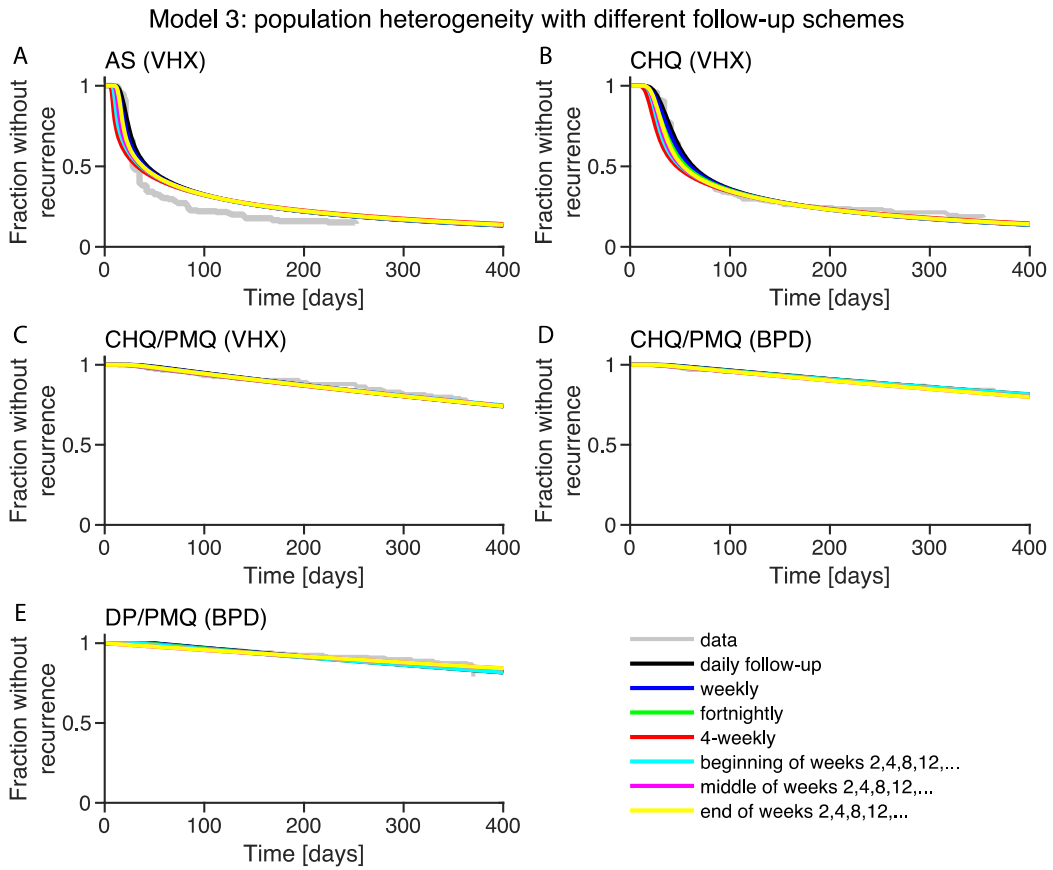 Model 3: population heterogeneity with different follow-up schemes
A
AS (VHX)
Fraction without
recurrence
1
0.5
0
0 100 200 300 400
Time [days]
B
CHQ (VHX)
Fraction without
recurrence
1
0.5
0
0 100 200 300 400
Time [days]
C
CHQ/PMQ (VHX)
Fraction without
recurrence
1
0.5
0
0 100 200 300 400
Time [days]
D
CHQ/PMQ (BPD)
Fraction without
recurrence
1
0.5
0
0 100 200 300 400
Time [days]
E
DP/PMQ (BPD)
Fraction without
recurrence
1
0.5
0
0 100 200 300 400
Time [days]
data
daily follow-up
weekly
fortnightly
4-weekly
beginning of weeks 2,4,8,12,...
middle of weeks 2,4,8,12,...
end of weeks 2,4,8,12,...